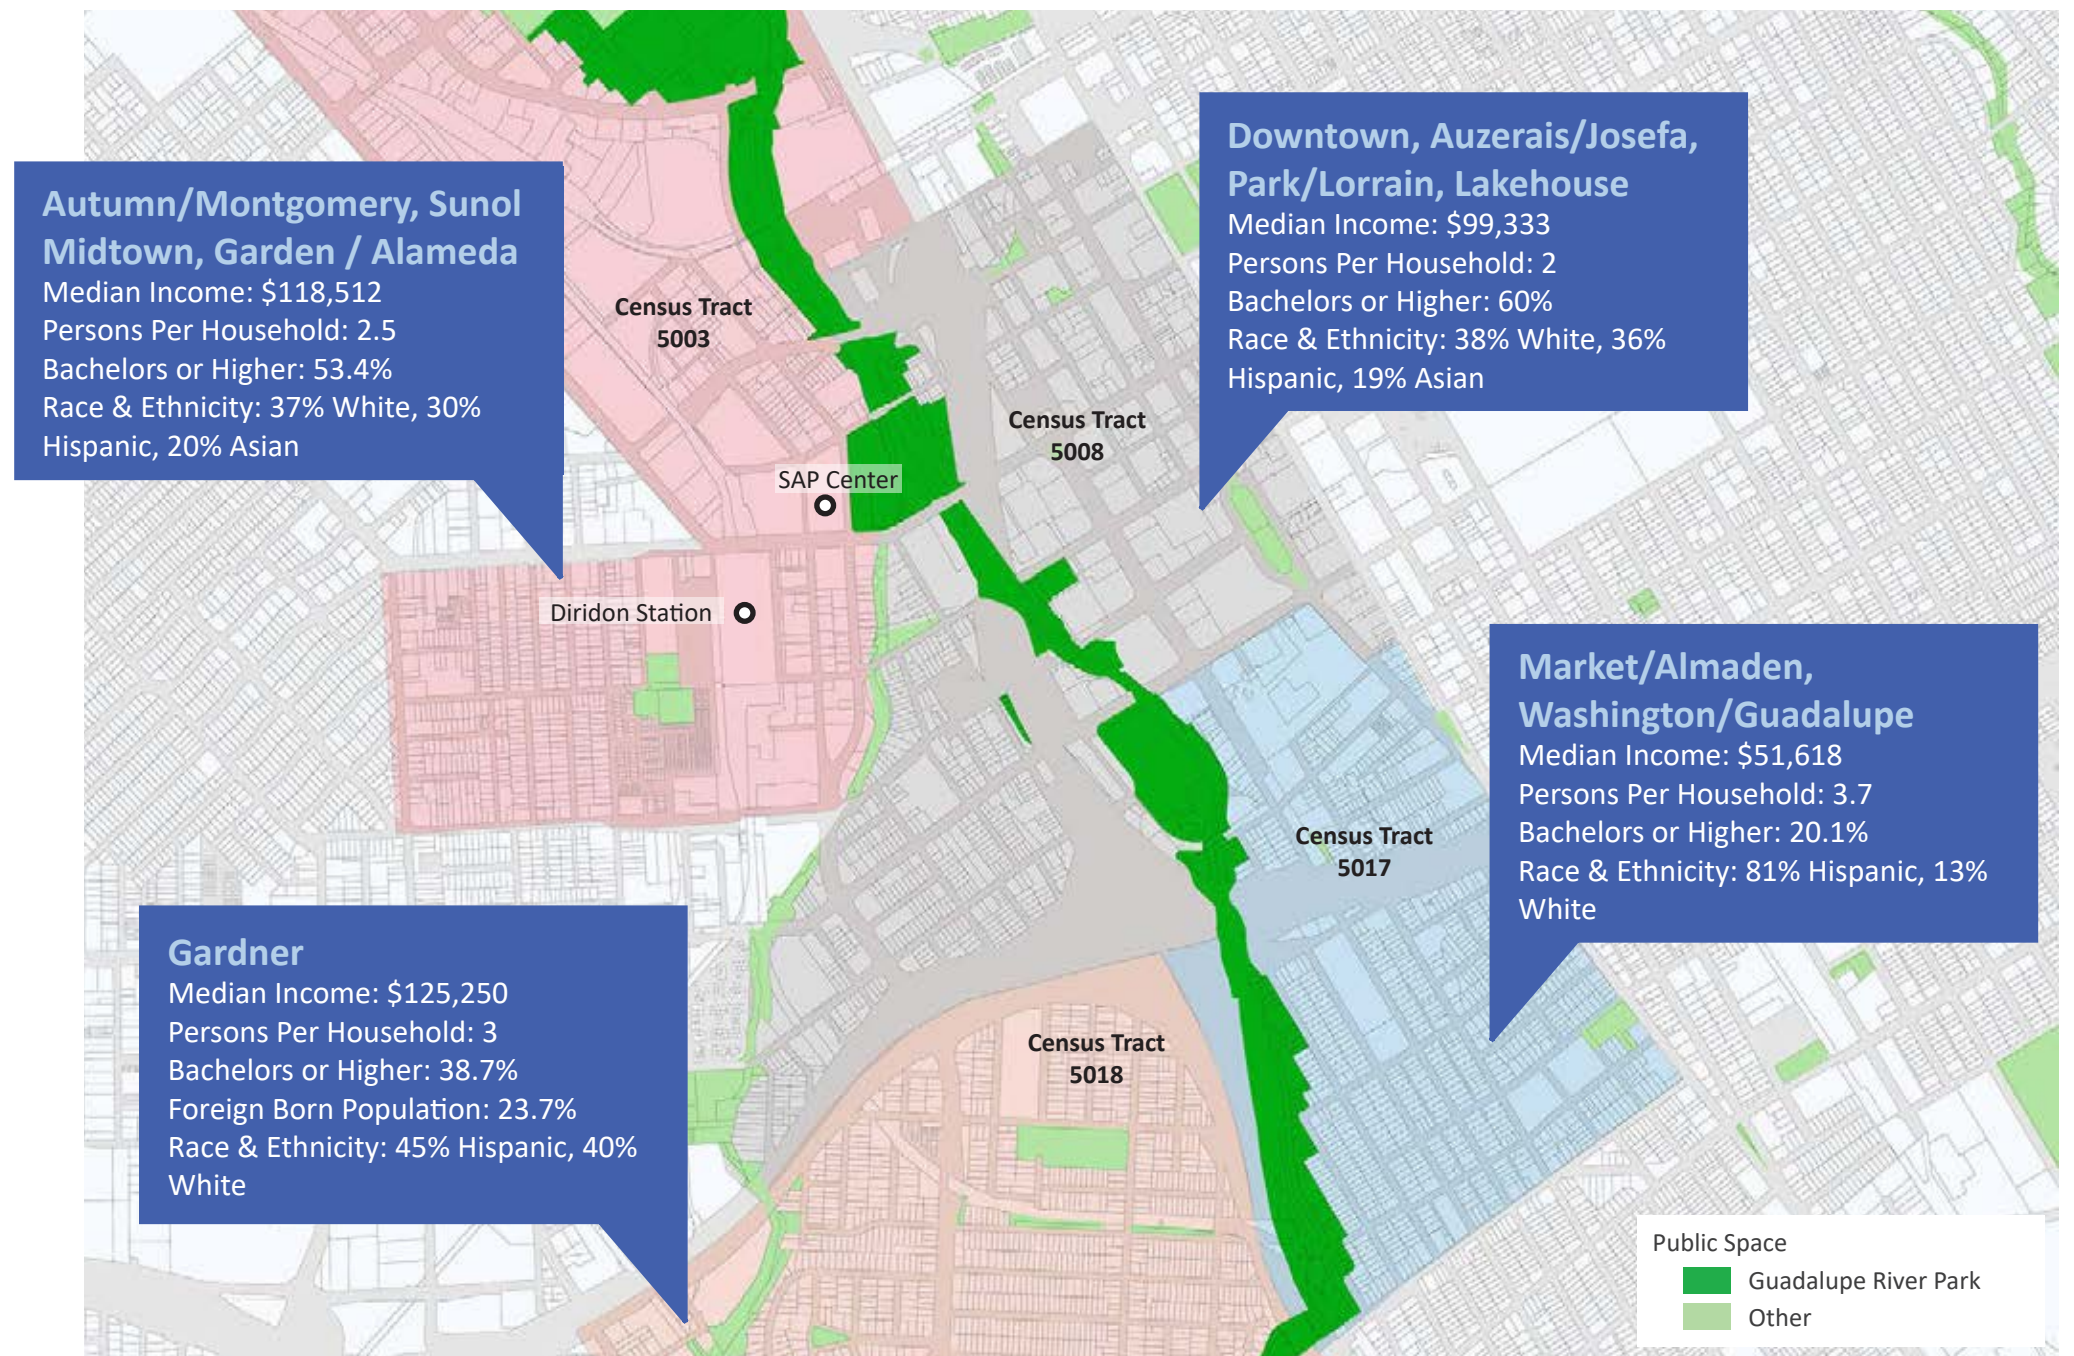 Autumn/Montgomery, Sunol
Midtown, Garden / Alameda
Median Income: $118,512
Persons Per Household: 2.5
Bachelors or Higher: 53.4%
Race & Ethnicity: 37% White, 30%
Hispanic, 20% Asian
Downtown, Auzerais/Josefa,
Park/Lorrain, Lakehouse
Median Income: $99,333
Persons Per Household: 2
Bachelors or Higher: 60%
Race & Ethnicity: 38% White, 36%
Hispanic, 19% Asian
Census Tract
5003
Census Tract
5008
SAP Center
Diridon Station
Market/Almaden,
Washington/Guadalupe
Median Income: $51,618
Persons Per Household: 3.7
Bachelors or Higher: 20.1%
Race & Ethnicity: 81% Hispanic, 13%
White
Census Tract
5017
Gardner
Median Income: $125,250
Persons Per Household: 3
Bachelors or Higher: 38.7%
Foreign Born Population: 23.7%
Race & Ethnicity: 45% Hispanic, 40%
White
Census Tract
5018
Public Space
Guadalupe River Park
Other